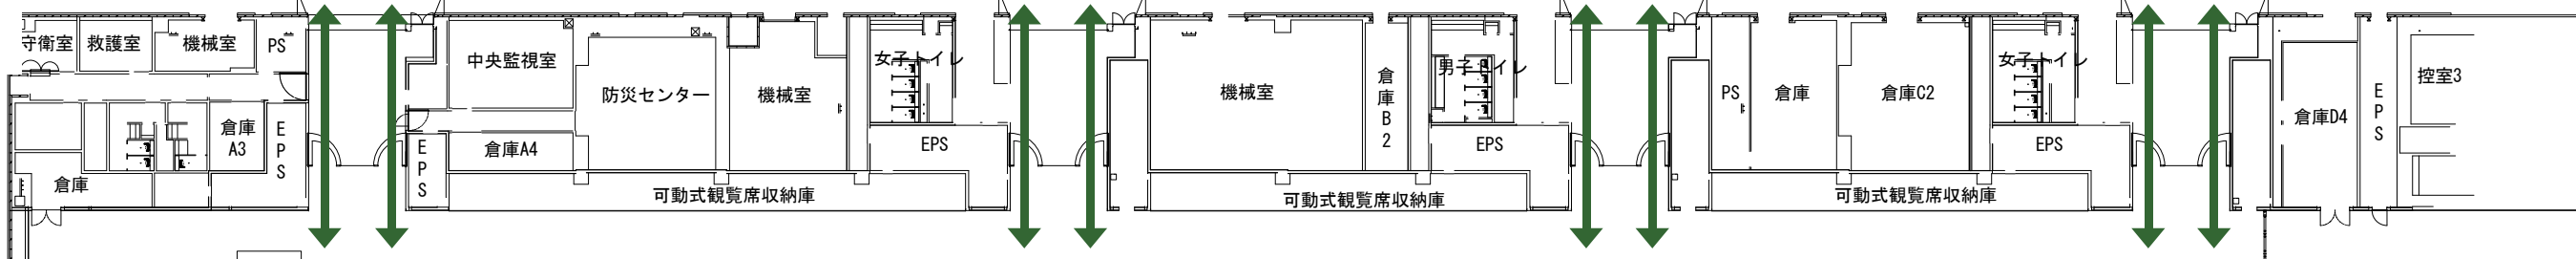 守衛室
救護室
機械室
PS
倉庫
A3
EPS
倉庫
中央監視室
防災センター
機械室
女子トイレ
EPS
倉庫A4
EPS
可動式観覧席収納庫
機械室
倉庫B2
男子トイレ
EPS
可動式観覧席収納庫
PS
倉庫
倉庫C2
女子トイレ
EPS
可動式観覧席収納庫
倉庫D4
EPS
控室3